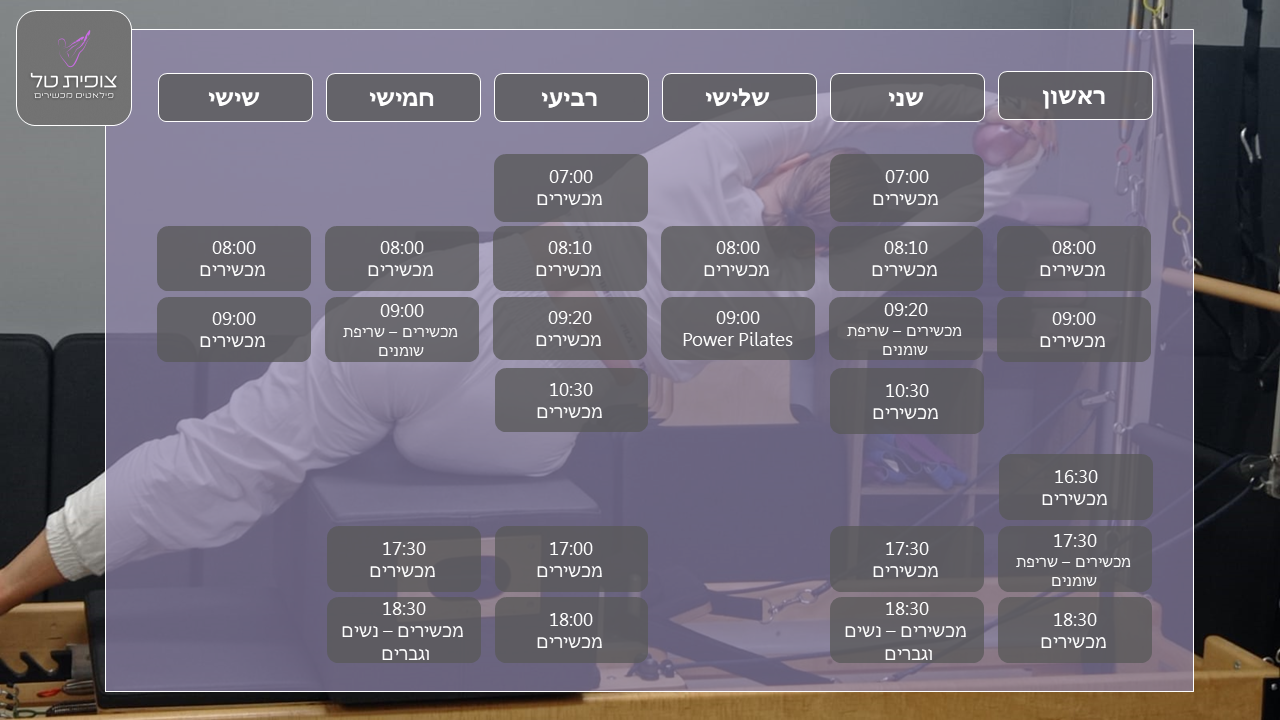 צופית טל
פילאטיס מכשירים
ראשון
שני
שלישי
רביעי
חמישי
שישי
07:00
מכשירים
07:00
מכשירים
08:00
מכשירים
08:10
מכשירים
08:00
מכשירים
08:10
מכשירים
08:00
מכשירים
08:00
מכשירים
09:00
מכשירים
09:20
מכשירים – שריפת
שומנים
09:00
Power Pilates
09:20
מכשירים
09:00
מכשירים – שריפת
שומנים
09:00
מכשירים
10:30
מכשירים
10:30
מכשירים
16:30
מכשירים
17:30
מכשירים – שריפת
שומנים
17:30
מכשירים
17:00
מכשירים
17:30
מכשירים
18:30
מכשירים
18:30
מכשירים – נשים
וגברים
18:00
מכשירים
18:30
מכשירים – נשים
וגברים